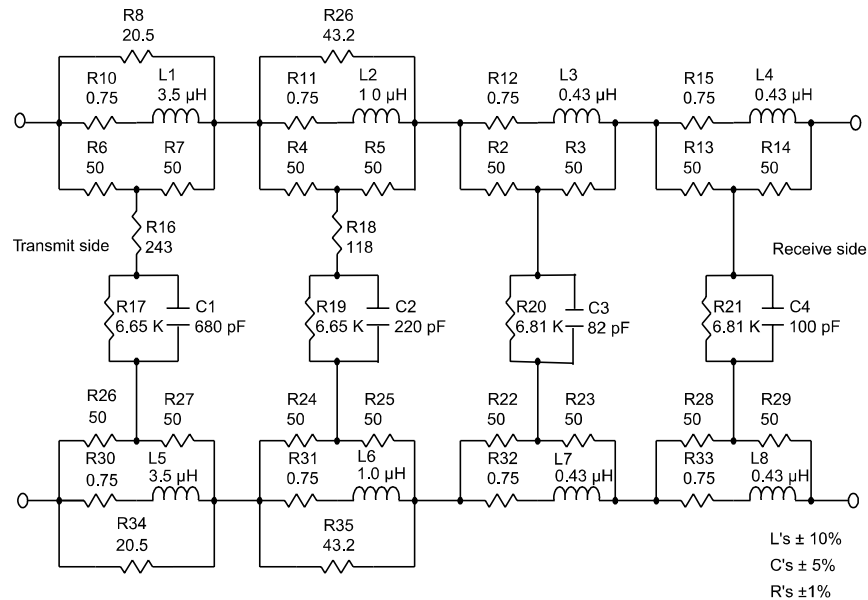 R8
20.5
R26
43.2
R10
0.75
L1
3.5 µH
R11
0.75
L2
1 0 µH
R12
0.75
L3
0.43 µH
R15
0.75
L4
0.43 µH
R6
50
R7
50
R4
50
R5
50
R2
50
R3
50
R13
50
R14
50
Transmit side
R16
243
R18
118
Receive side
R17
6.65 K
C1
680 pF
R19
6.65 K
C2
220 pF
R20
6.81 K
C3
82 pF
R21
6.81 K
C4
100 pF
R26
50
R27
50
R24
50
R25
50
R22
50
R23
50
R28
50
R29
50
R30
0.75
L5
3.5 µH
R31
0.75
L6
1.0 µH
R32
0.75
L7
0.43 µH
R33
0.75
L8
0.43 µH
R34
20.5
R35
43.2
L's ± 10%
C's ± 5%
R's ±1%